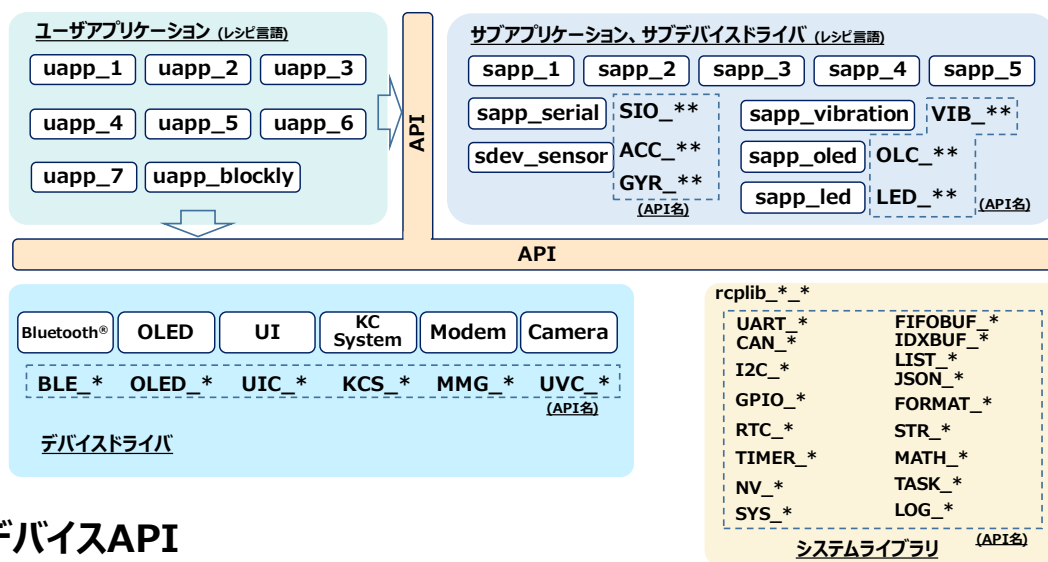 ユーザアプリケーション (レシピ言語)
uapp_1 uapp_2 uapp_3
uapp_4 uapp_5 uapp_6
uapp_7 uapp_blockly
API
サブアプリケーション、サブデバイスドライバ (レシピ言語)
sapp_1 sapp_2 sapp_3 sapp_4 sapp_5
sapp_serial SIO_** sapp_vibration VIB_**
sdev_sensor ACC_** sapp_oled OLC_**
GYR_** sapp_led LED_**
(API名) (API名)
API
Bluetooth® OLED UI KC System Modem Camera
BLE_* OLED_* UIC_* KCS_* MMG_* UVC_*
(API名)
デバイスドライバ
rcplib_*_*
UART_* FIFOBUF_*
CAN_* IDXBUF_*
I2C_* LIST_*
JSON_*
GPIO_* FORMAT_*
RTC_* STR_*
TIMER_* MATH_*
NV_* TASK_*
SYS_* LOG_*
システムライブラリ (API名)
デバイスAPI